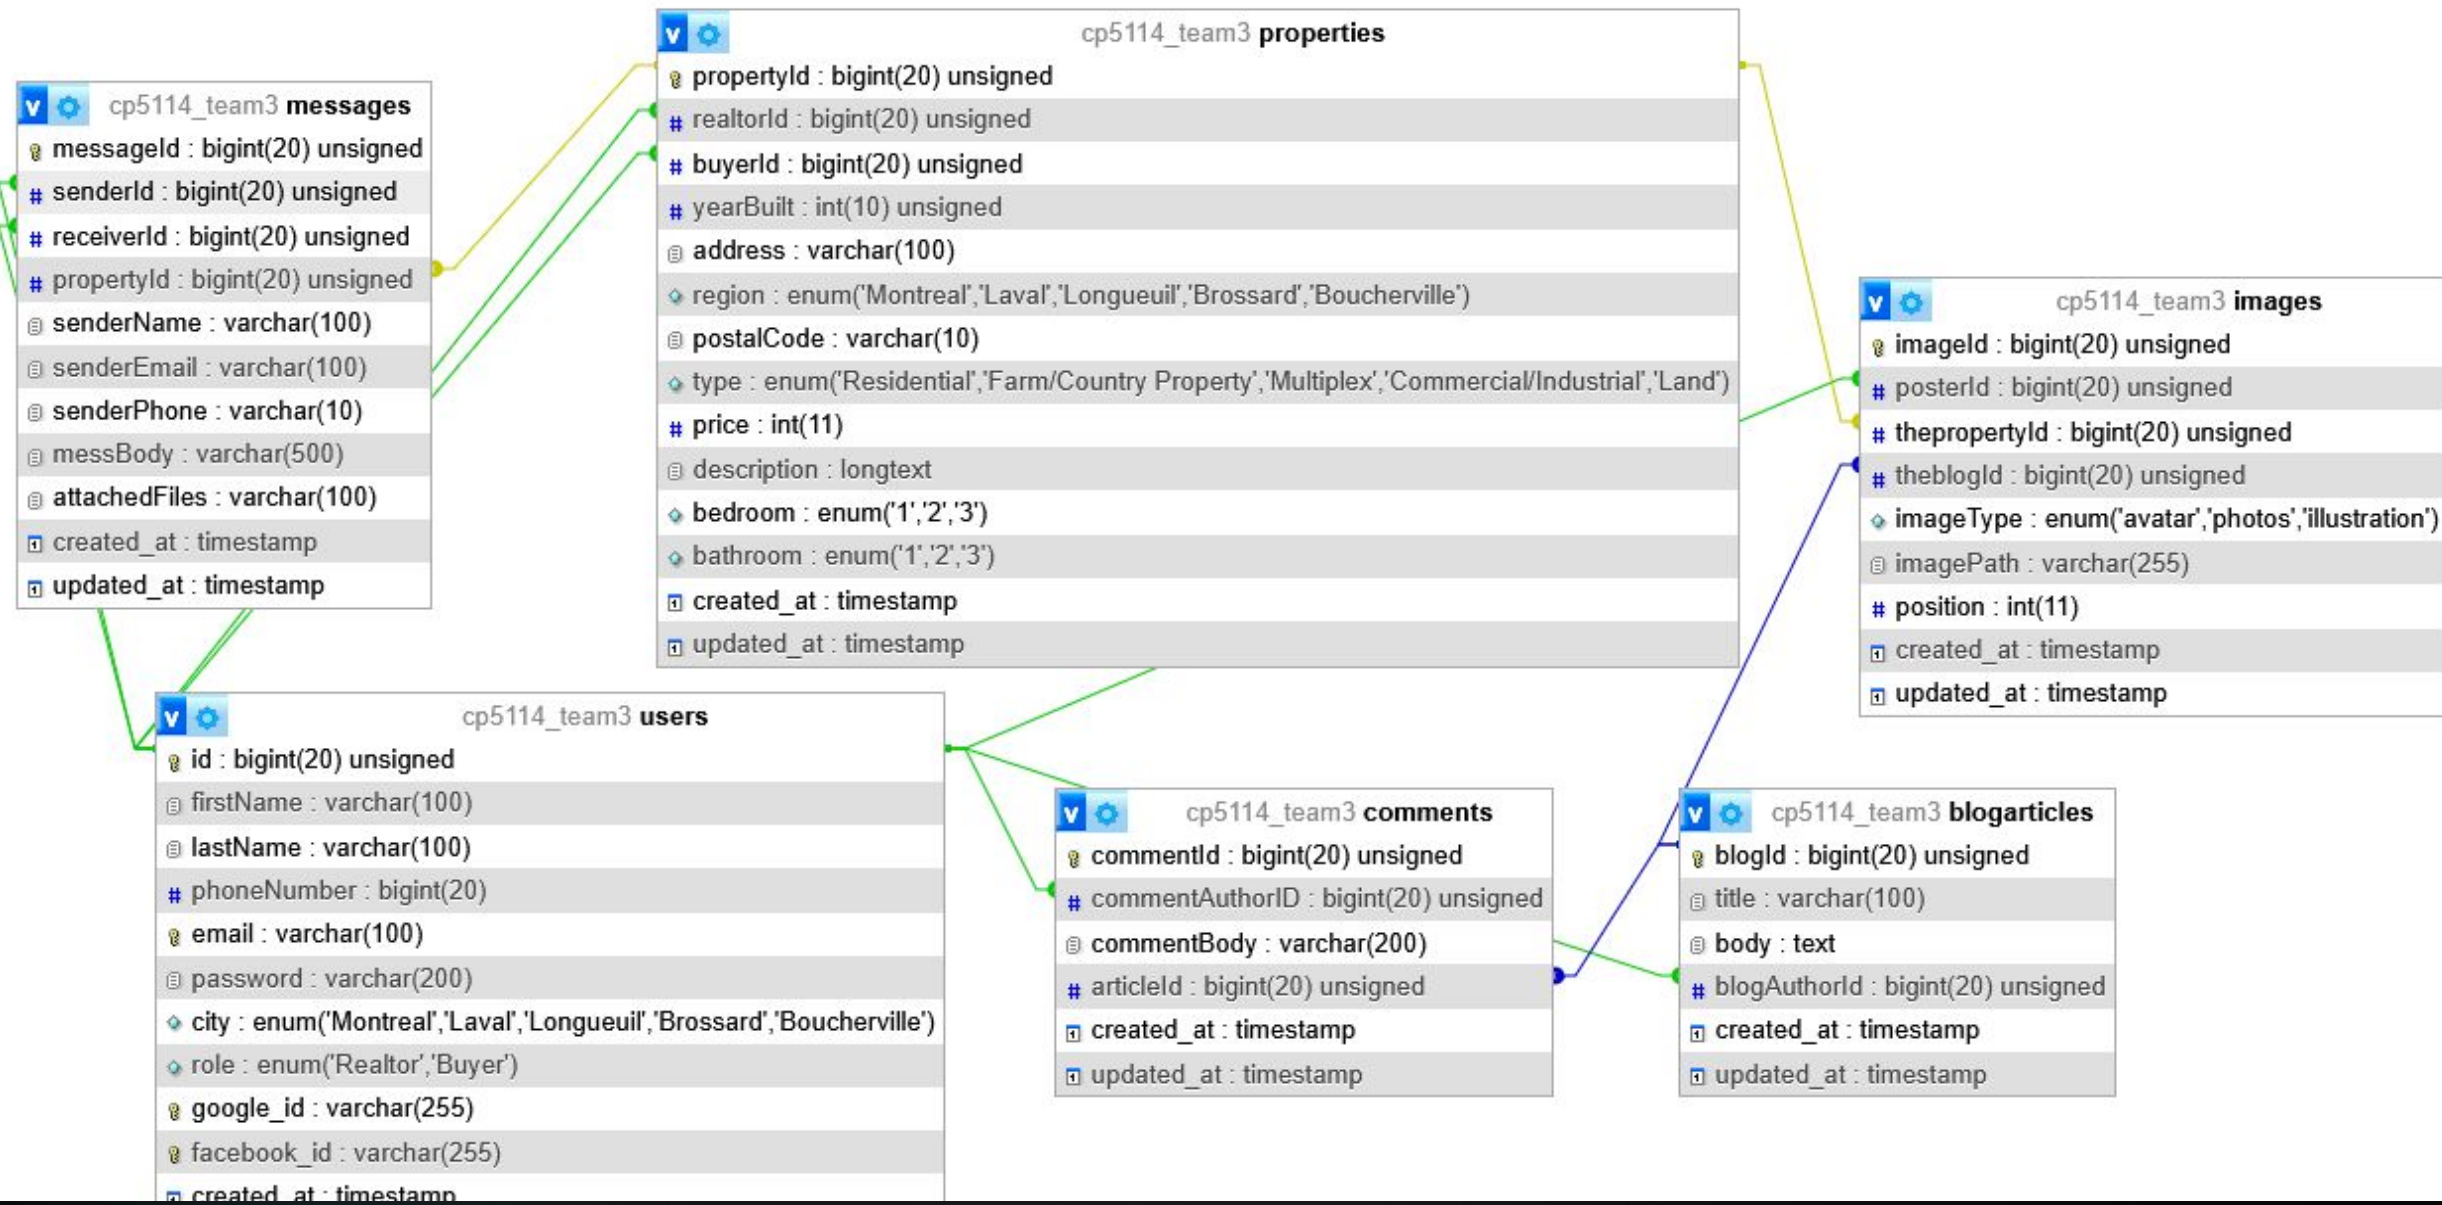 cp5114_team3 messages
messageId : bigint(20) unsigned
senderId : bigint(20) unsigned
receiverId : bigint(20) unsigned
propertyId : bigint(20) unsigned
senderName : varchar(100)
senderEmail : varchar(100)
senderPhone : varchar(10)
messBody : varchar(500)
attachedFiles : varchar(100)
created_at : timestamp
updated_at : timestamp
cp5114_team3 properties
propertyId : bigint(20) unsigned
realtorId : bigint(20) unsigned
buyerId : bigint(20) unsigned
yearBuilt : int(10) unsigned
address : varchar(100)
region : enum('Montreal','Laval','Longueuil','Brossard','Boucherville')
postalCode : varchar(10)
type : enum('Residential','Farm/Country Property','Multiplex','Commercial/Industrial','Land')
price : int(11)
description : longtext
bedroom : enum('1','2','3')
bathroom : enum('1','2','3')
created_at : timestamp
updated_at : timestamp
cp5114_team3 images
imageId : bigint(20) unsigned
posterId : bigint(20) unsigned
thepropertyId : bigint(20) unsigned
theblogId : bigint(20) unsigned
imageType : enum('avatar','photos','illustration')
imagePath : varchar(255)
position : int(11)
created_at : timestamp
updated_at : timestamp
cp5114_team3 users
id : bigint(20) unsigned
firstName : varchar(100)
lastName : varchar(100)
phoneNumber : bigint(20)
email : varchar(100)
password : varchar(200)
city : enum('Montreal','Laval','Longueuil','Brossard','Boucherville')
role : enum('Realtor','Buyer')
google_id : varchar(255)
facebook_id : varchar(255)
created_at : timestamp
cp5114_team3 comments
commentId : bigint(20) unsigned
commentAuthorID : bigint(20) unsigned
commentBody : varchar(200)
articleId : bigint(20) unsigned
created_at : timestamp
updated_at : timestamp
cp5114_team3 blogarticles
blogId : bigint(20) unsigned
title : varchar(100)
body : text
blogAuthorId : bigint(20) unsigned
created_at : timestamp
updated_at : timestamp